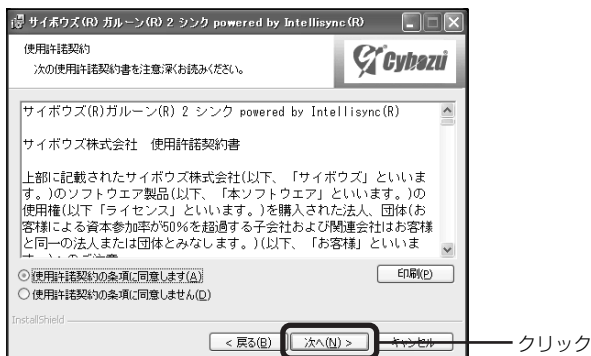 サイボウズ(R) ガルーン(R) 2 シンク powered by Intellisync(R)
使用許諾契約
次の使用許諾契約書を注意深くお読みください。
Cybozu
サイボウズ(R)ガルーン(R) 2 シンク powered by Intellisync(R)
サイボウズ株式会社　使用許諾契約書
上部に記載されたサイボウズ株式会社(以下、「サイボウズ」といいま
す。)のソフトウエア製品(以下、「本ソフトウエア」といいます。)の
使用権(以下「ライセンス」といいます。)を購入された法人、団体(お
客様による資本参加率が50%を超過する子会社および関連会社はお客様
と同一の法人または団体とみなします。)(以下、「お客様」といいま
使用許諾契約の条項に同意します(A)
印刷(P)
使用許諾契約の条項に同意しません(D)
InstallShield
< 戻る(B)
次へ(N) >
キャンセル
クリック